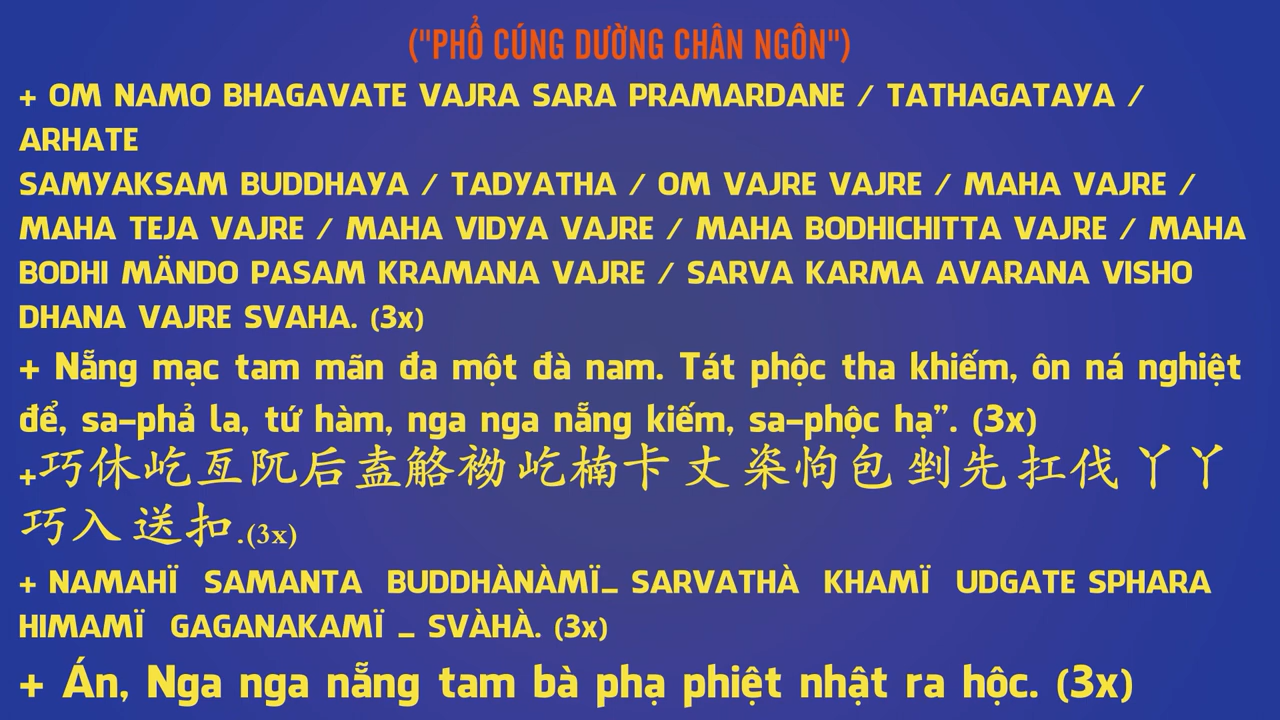 ("PHỔ CÚNG DƯỜNG CHÂN NGÔN")
+ OM NAMO BHAGAVATE VAJRA SARA PRAMARDANE / TATHAGATAYA /
ARHATE
SAMYAKSAM BUDDHAYA / TADYATHA / OM VAJRE VAJRE / MAHA VAJRE /
MAHA TEJA VAJRE / MAHA VIDYA VAJRE / MAHA BODHICHITTA VAJRE / MAHA
BODHI MÄNDO PASAM KRAMANA VAJRE / SARVA KARMA AVARANA VISHO
DHANA VAJRE SVAHA. (3x)
+ Nẵng mạc tam mãn đa một đà nam. Tát phộc tha khiếm, ôn ná nghiệt
để, sa-phả la, tứ hàm, nga nga nẵng kiếm, sa-phộc hạ”. (3x)
+巧休屹亙阢后盍觡袎屹楠卡丈粢怐包剉先扛伐丫丫
巧入送扣.(3x)
+ NAMAHÏ SAMANTA BUDDHÀNÀMÏ_ SARVATHÀ KHAMÏ UDGATE SPHARA
HIMAMÏ GAGANAKAMÏ _ SVÀHÀ. (3x)
+ Án, Nga nga nẵng tam bà phạ phiệt nhật ra hộc. (3x)